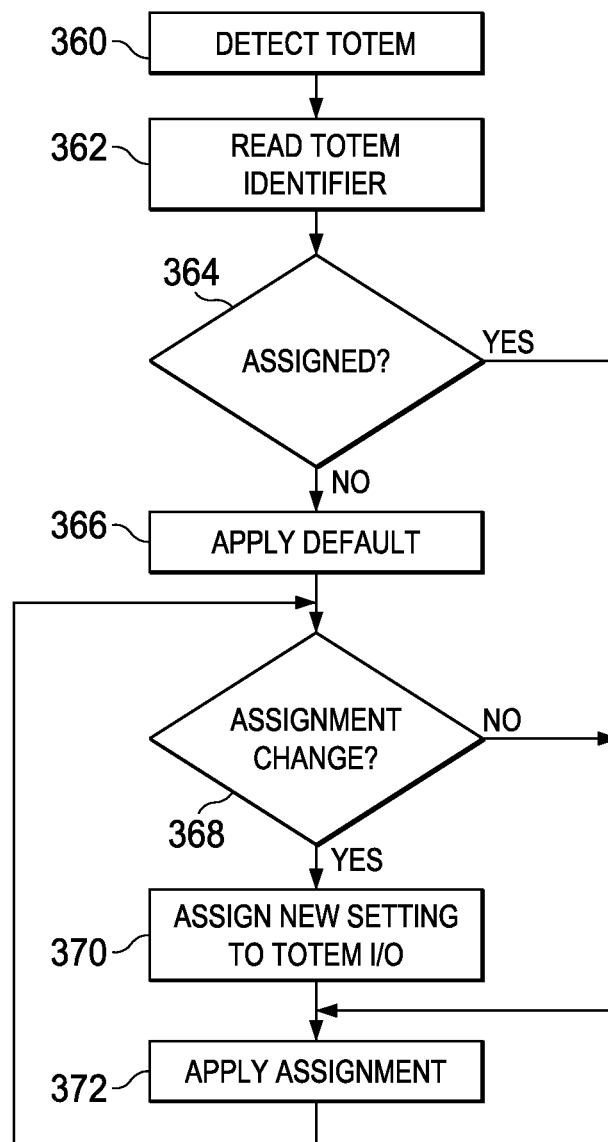 360
DETECT TOTEM
362
READ TOTEM
IDENTIFIER
364
ASSIGNED?
YES
NO
366
APPLY DEFAULT
ASSIGNMENT
CHANGE?
NO
368
YES
370
ASSIGN NEW SETTING
TO TOTEM I/O
372
APPLY ASSIGNMENT